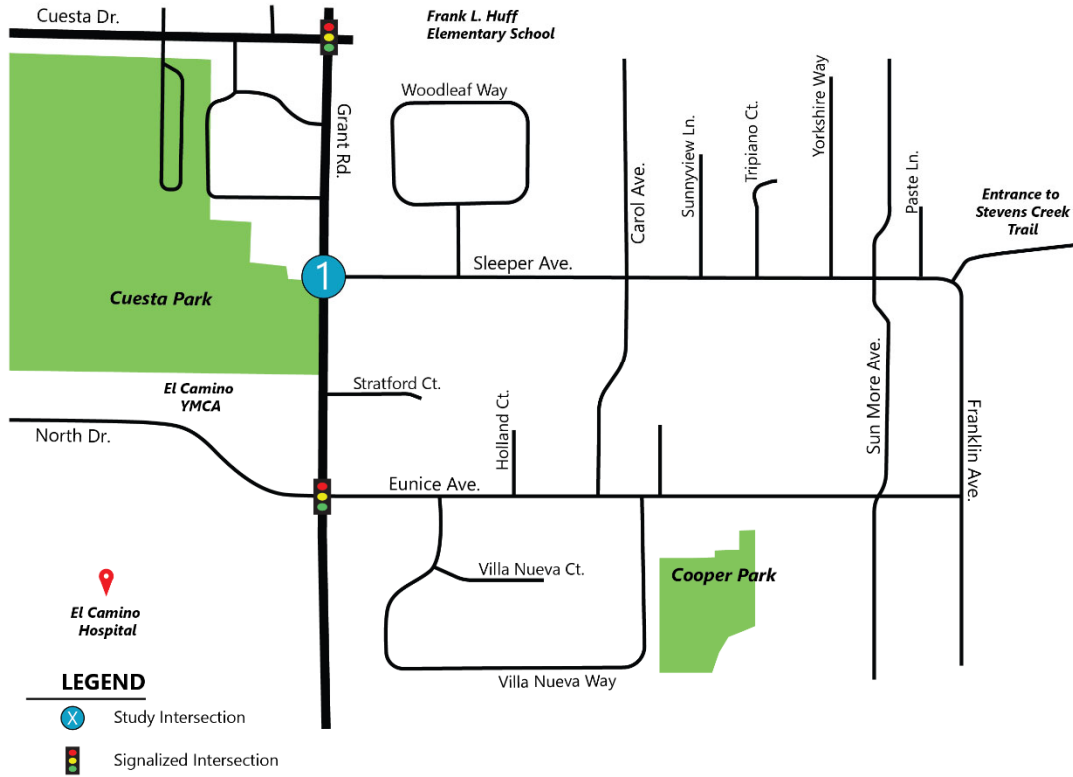 Cuesta Dr.
Frank L. Huff
Elementary School
Woodleaf Way
Grant Rd.
Carol Ave.
Sunnyview Ln.
Tripiano Ct.
Yorkshire Way
Paste Ln.
Entrance to
Stevens Creek
Trail
1
Sleeper Ave.
Cuesta Park
El Camino
YMCA
Stratford Ct.
North Dr.
Holland Ct.
Eunice Ave.
Sun More Ave.
Franklin Ave.
Villa Nueva Ct.
Cooper Park
El Camino
Hospital
Villa Nueva Way
LEGEND
X Study Intersection
Signalized Intersection